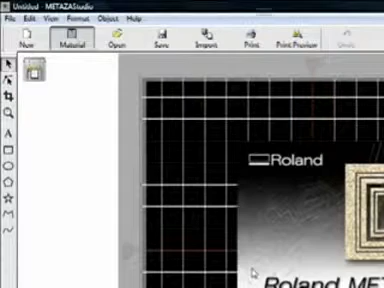 Untitled - METAZAStudio
File Edit View Format Object Help
New Material Open Save Import Print Print Preview Undo
A
Roland
Roland ME